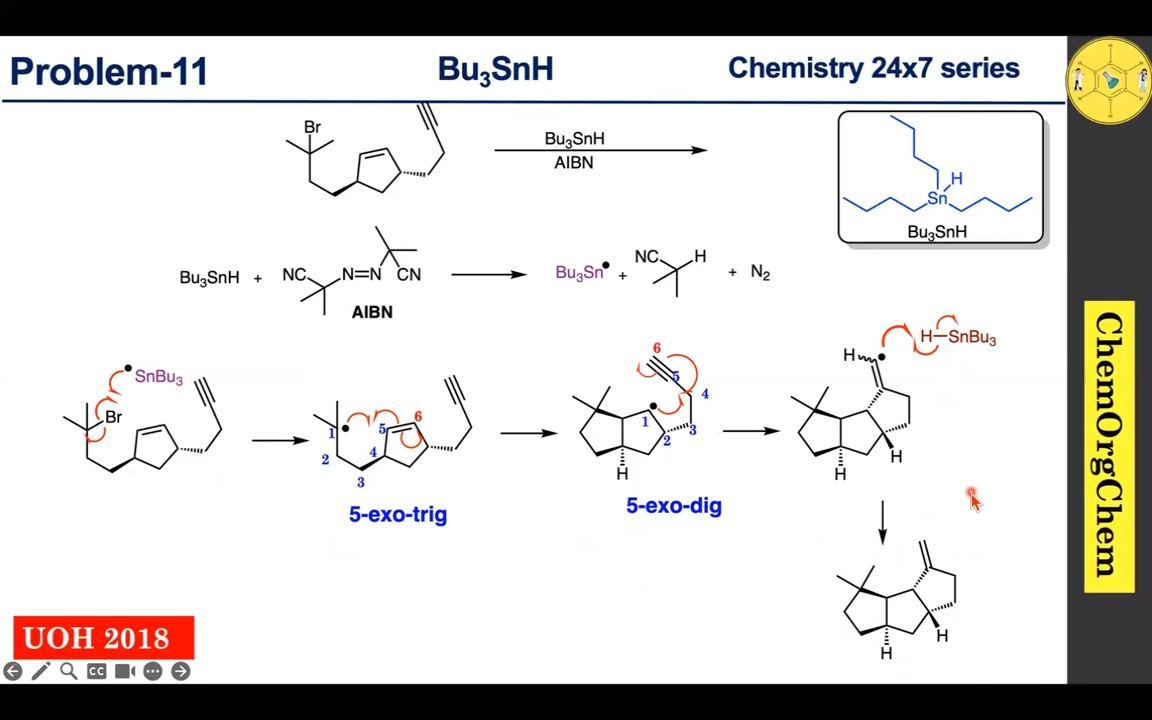 Problem-11
Bu₃SnH
Chemistry 24x7 series
Br
Bu₃SnH
AIBN
H
Sn
Bu₃SnH
Bu₃SnH + NC N=N CN
AIBN
Bu₃Sn• + NC H + N₂
•SnBu₃
Br
1
2
3
4
5
6
5-exo-trig
6
5
4
1
2
3
H
5-exo-dig
H
H–SnBu₃
H
H
H
H
UOH 2018
CC
ChemOrgChem